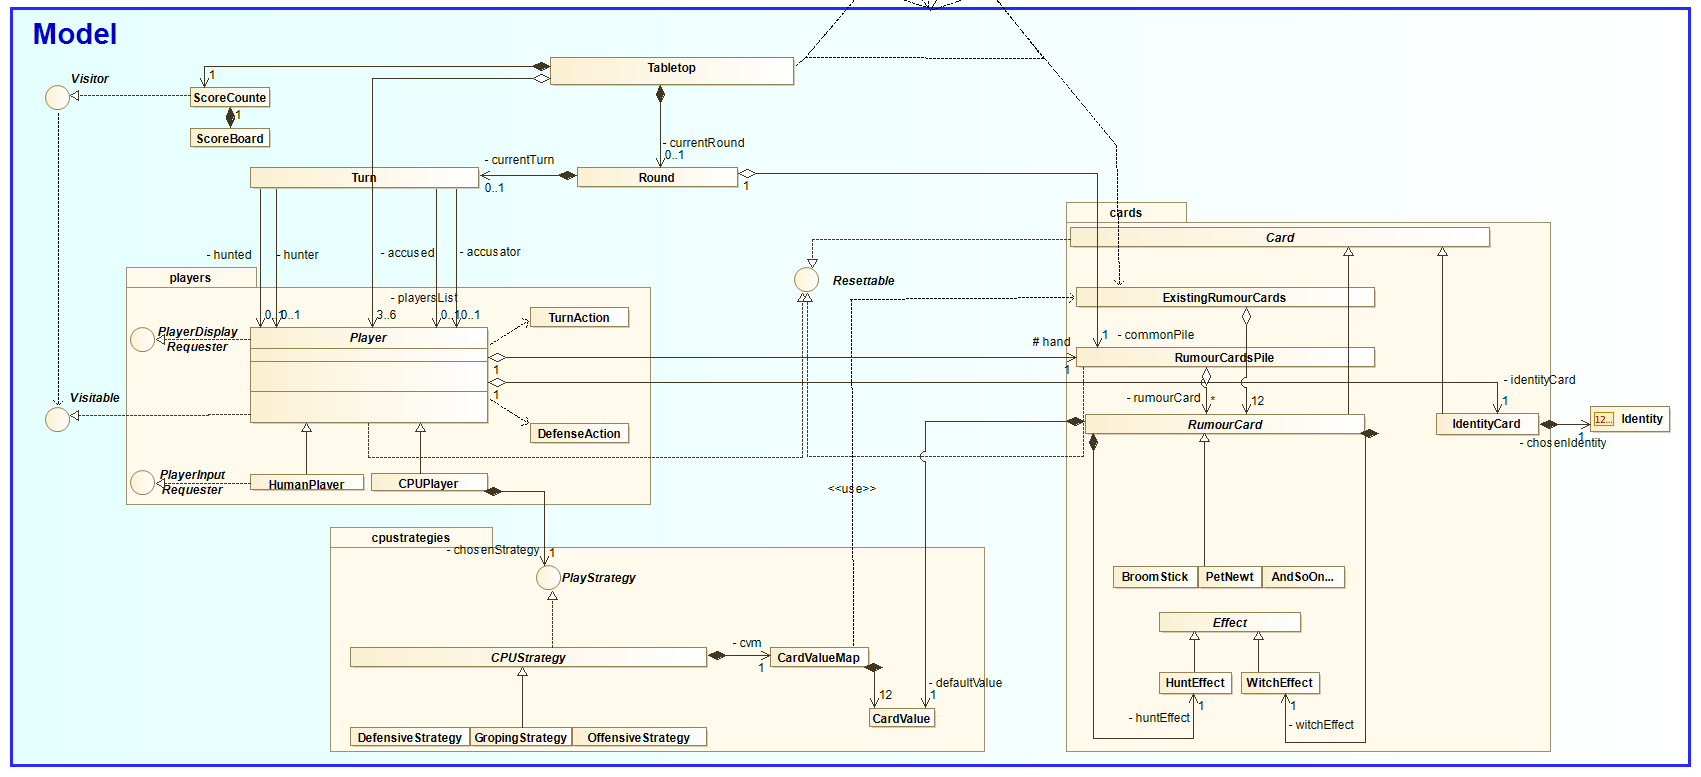 Model
Visitor
Tabletop
1
ScoreCounte
1
ScoreBoard
- currentRound
0..1
- currentTurn
0..1
Turn
Round
1
cards
Card
- hunted
- hunter
- accused
- accusator
players
Resettable
- playersList
ExistingRumourCards
0..1
0..1
3..6
0..1
0..1
TurnAction
PlayerDisplay
Requester
Player
# hand
1
- commonPile
RumourCardsPile
1
1
- identityCard
1
1
Visitable
- rumourCard
*
12
RumourCard
IdentityCard
12...
Identity
1
- chosenIdentity
DefenseAction
PlayerInput
Requester
HumanPlayer
CPUPlayer
<<use>>
cpustrategies
- chosenStrategy
1
PlayStrategy
BroomStick
PetNewt
AndSoOn...
Effect
- cvm
1
CPUStrategy
CardValueMap
12
- defaultValue
1
CardValue
HuntEffect
WitchEffect
1
1
- huntEffect
- witchEffect
DefensiveStrategy
GropingStrategy
OffensiveStrategy